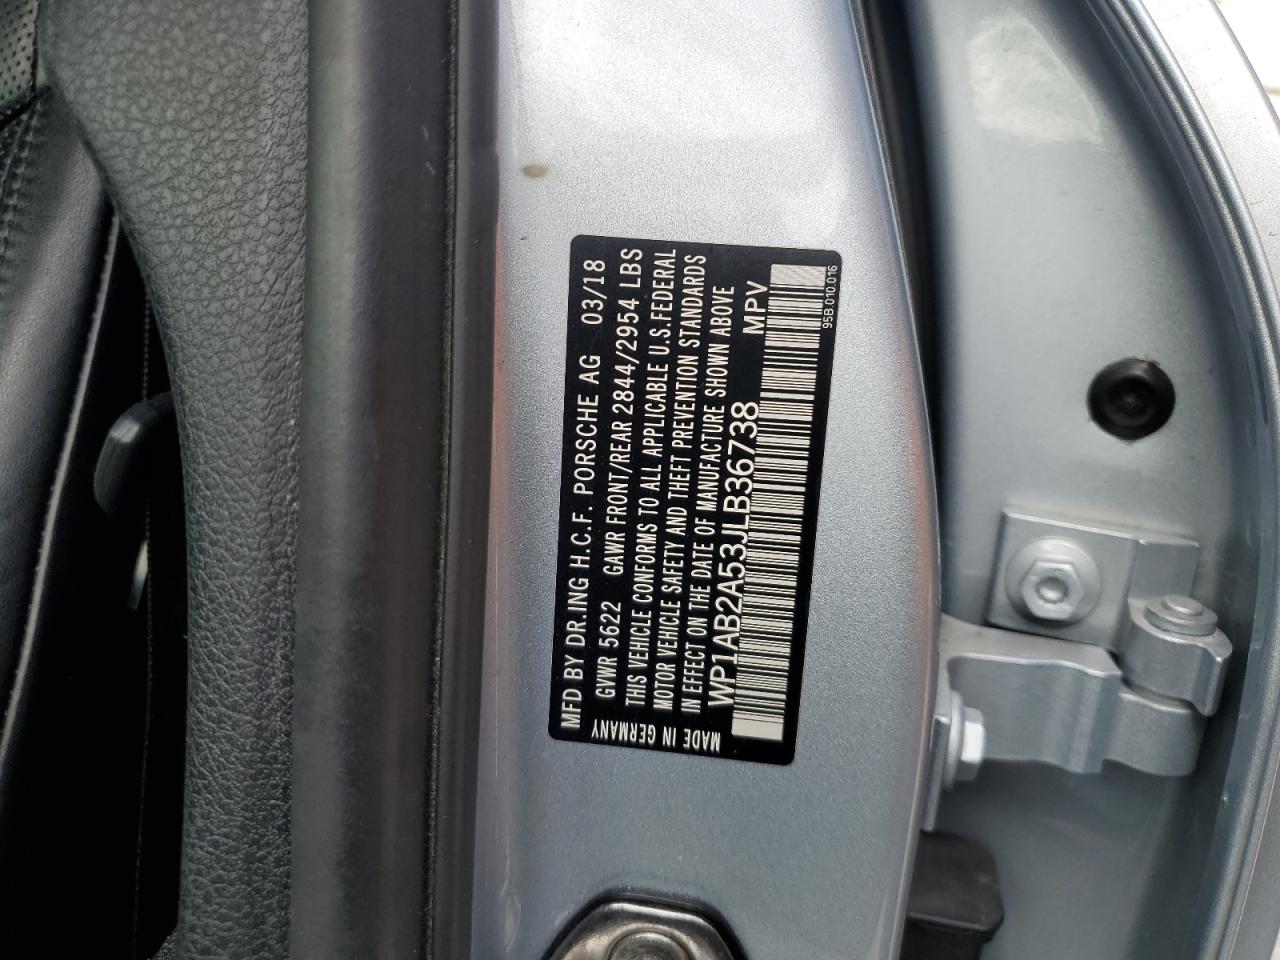 MFD BY DR.ING H.C.F. PORSCHE AG 03/18
GVWR 5622 GAWR FRONT/REAR 2844/2954 LBS
THIS VEHICLE CONFORMS TO ALL APPLICABLE U.S.FEDERAL
MOTOR VEHICLE SAFETY AND THEFT PREVENTION STANDARDS
IN EFFECT ON THE DATE OF MANUFACTURE SHOWN ABOVE
WP1AB2A53JLB36738 MPV
MADE IN GERMANY
95B.010.016